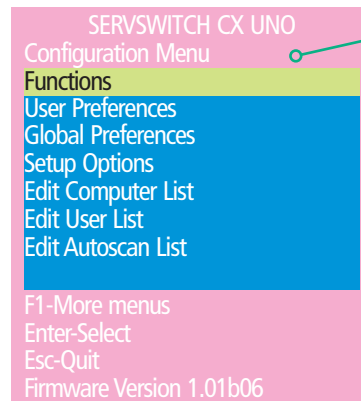 SERVSWITCH CX UNO
Configuration Menu
Functions
User Preferences
Global Preferences
Setup Options
Edit Computer List
Edit User List
Edit Autoscan List
F1-More menus
Enter-Select
Esc-Quit
Firmware Version 1.01b06